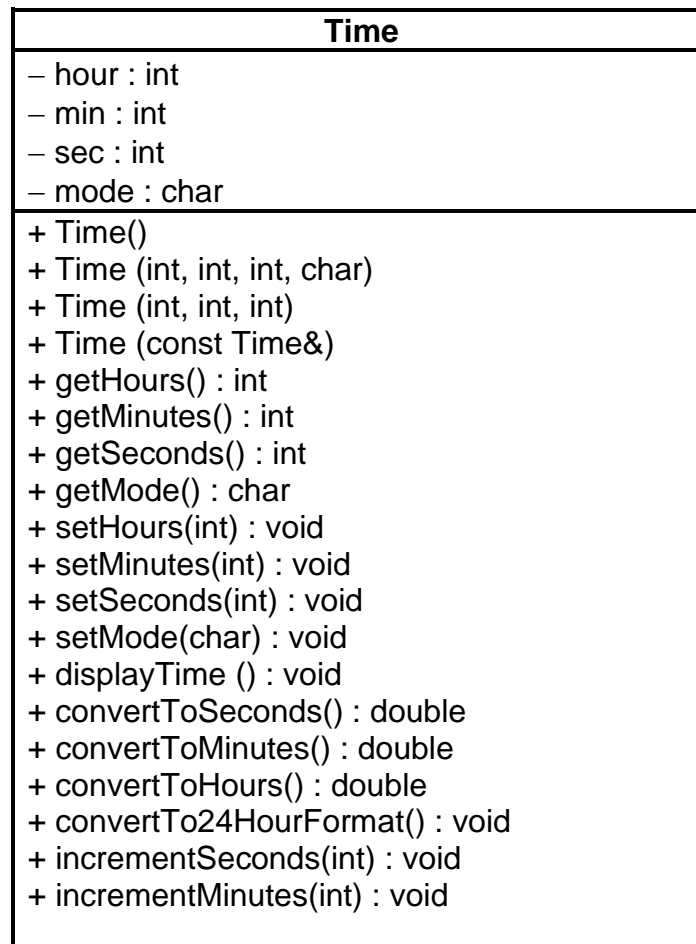 Time
– hour : int
– min : int
– sec : int
– mode : char
+ Time()
+ Time (int, int, int, char)
+ Time (int, int, int)
+ Time (const Time&)
+ getHours() : int
+ getMinutes() : int
+ getSeconds() : int
+ getMode() : char
+ setHours(int) : void
+ setMinutes(int) : void
+ setSeconds(int) : void
+ setMode(char) : void
+ displayTime () : void
+ convertToSeconds() : double
+ convertToMinutes() : double
+ convertToHours() : double
+ convertTo24HourFormat() : void
+ incrementSeconds(int) : void
+ incrementMinutes(int) : void